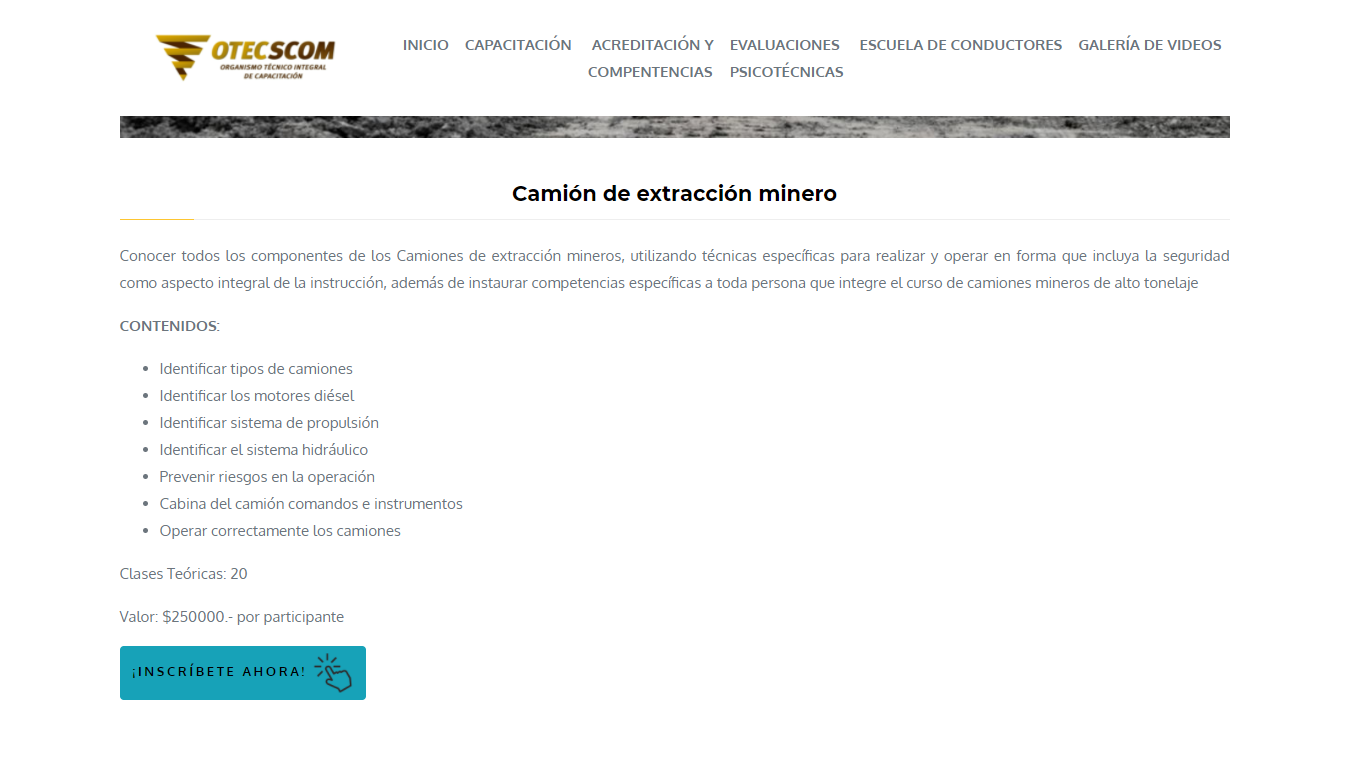 OTECSCOM
ORGANISMO TÉCNICO INTEGRAL
DE CAPACITACIÓN
INICIO CAPACITACIÓN ACREDITACIÓN Y EVALUACIONES ESCUELA DE CONDUCTORES GALERÍA DE VIDEOS
COMPENTENCIAS PSICOTÉCNICAS
Camión de extracción minero
Conocer todos los componentes de los Camiones de extracción mineros, utilizando técnicas específicas para realizar y operar en forma que incluya la seguridad
como aspecto integral de la instrucción, además de instaurar competencias específicas a toda persona que integre el curso de camiones mineros de alto tonelaje
CONTENIDOS:
• Identificar tipos de camiones
• Identificar los motores diésel
• Identificar sistema de propulsión
• Identificar el sistema hidráulico
• Prevenir riesgos en la operación
• Cabina del camión comandos e instrumentos
• Operar correctamente los camiones
Clases Teóricas: 20
Valor: $250000.- por participante
¡INSCRÍBETE AHORA!